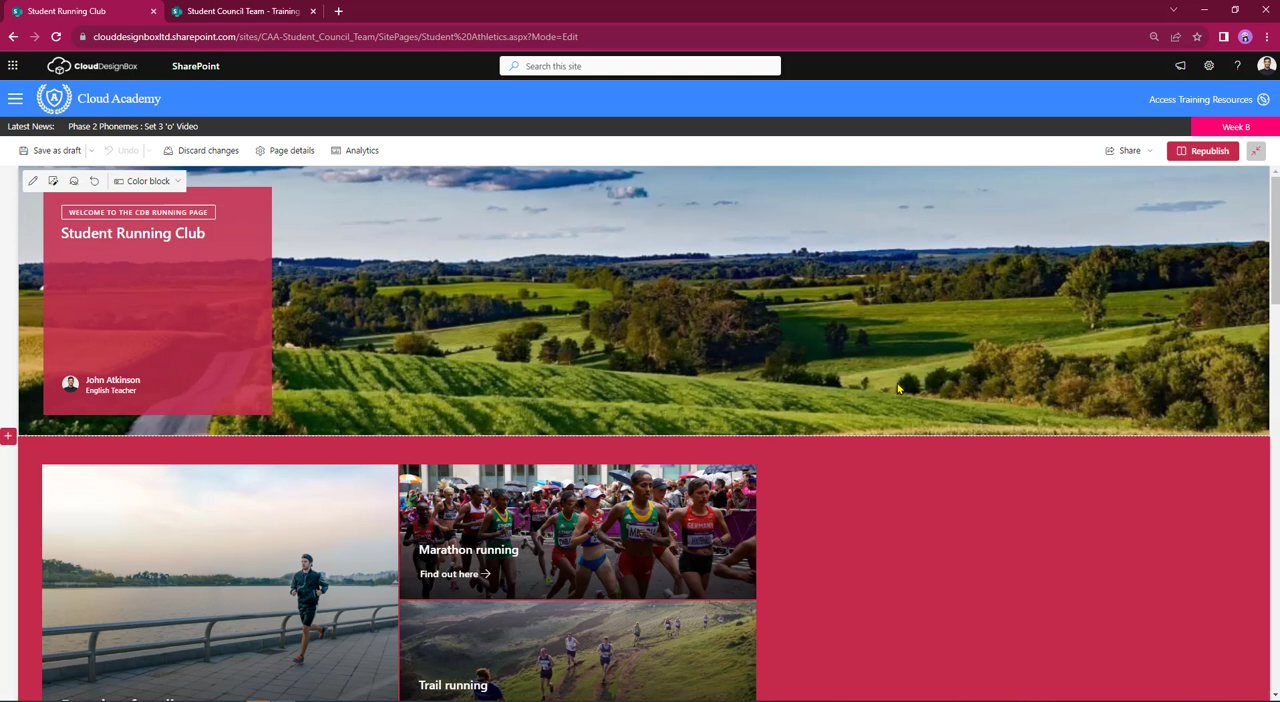 Student Running Club
Student Council Team - Training
clouddesignboxltd.sharepoint.com/sites/CAA-Student_Council_Team/SitePages/Student%20Athletics.aspx?Mode=Edit
CloudDesignBox
SharePoint
Search this site
Cloud Academy
Access Training Resources
Latest News:
Phase 2 Phonemes : Set 3 'o' Video
Week B
Save as draft
Undo
Discard changes
Page details
Analytics
Share
Republish
Color block
WELCOME TO THE CDB RUNNING PAGE
Student Running Club
John Atkinson
English Teacher
Marathon running
Find out here
GERMANY
Trail running